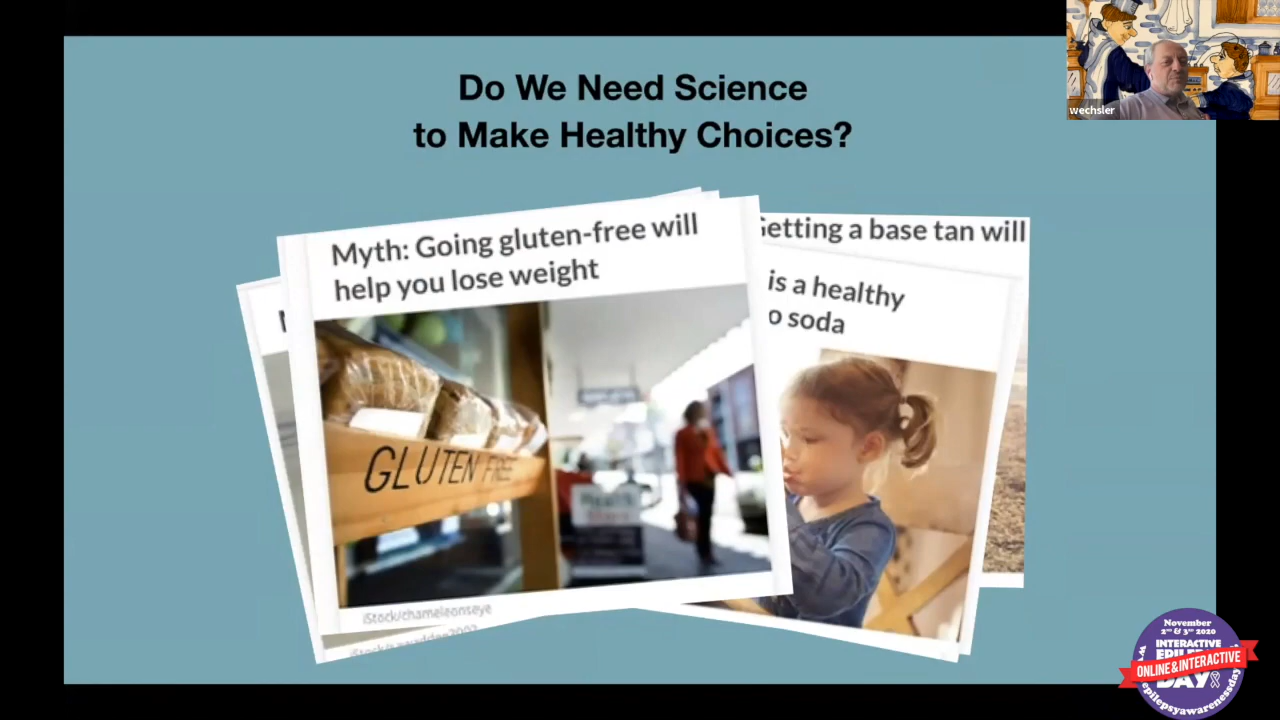 Do We Need Science
to Make Healthy Choices?
wechsler
Myth: Going gluten-free will
help you lose weight
GLUTEN FREE
iStock/chameleonseye
Getting a base tan will
is a healthy
o soda
November
2nd & 3rd 2020
INTERACTIVE
ONLINE & INTERACTIVE
DAY
epilepsyawarenessday